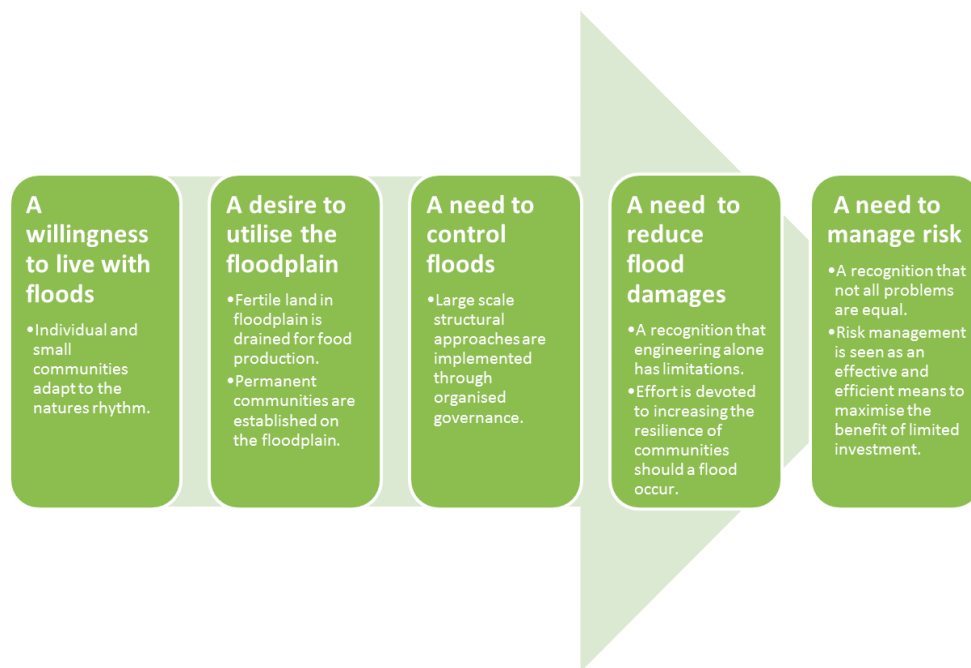 A
willingness
to live with
floods
•Individual and
small
communities
adapt to the
natures rhythm.
A desire to
utilise the
floodplain
•Fertile land in
floodplain is
drained for food
production.
•Permanent
communities are
established on
the floodplain.
A need to
control
floods
•Large scale
structural
approaches are
implemented
through
organised
governance.
A need to
reduce
flood
damages
•A recognition that
engineering alone
has limitations.
•Effort is devoted
to increasing the
resilience of
communities
should a flood
occur.
A need to
manage risk
•A recognition that
not all problems
are equal.
•Risk management
is seen as an
effective and
efficient means to
maximise the
benefit of limited
investment.